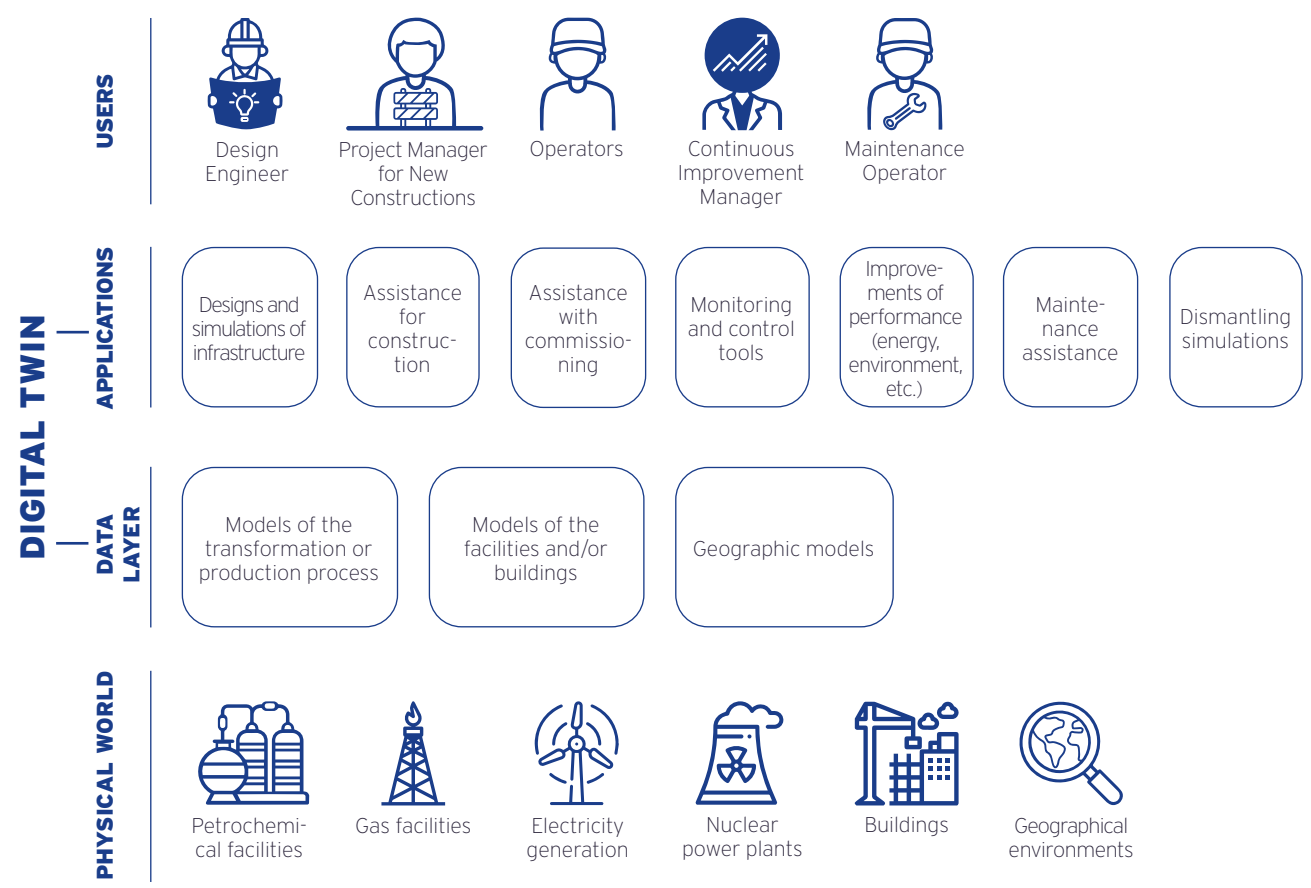 DIGITAL TWIN
USERS
Design
Engineer
Project Manager
for New
Constructions
Operators
Continuous
Improvement
Manager
Maintenance
Operator
APPLICATIONS
Designs and
simulations of
infrastructure
Assistance
for
construc-
tion
Assistance
with
commissio-
ning
Monitoring
and control
tools
Improve-
ments of
performance
(energy,
environment,
etc.)
Mainte-
nance
assistance
Dismantling
simulations
DATA
LAYER
Models of the
transformation or
production process
Models of the
facilities and/or
buildings
Geographic models
PHYSICAL WORLD
Petrochemi-
cal facilities
Gas facilities
Electricity
generation
Nuclear
power plants
Buildings
Geographical
environments